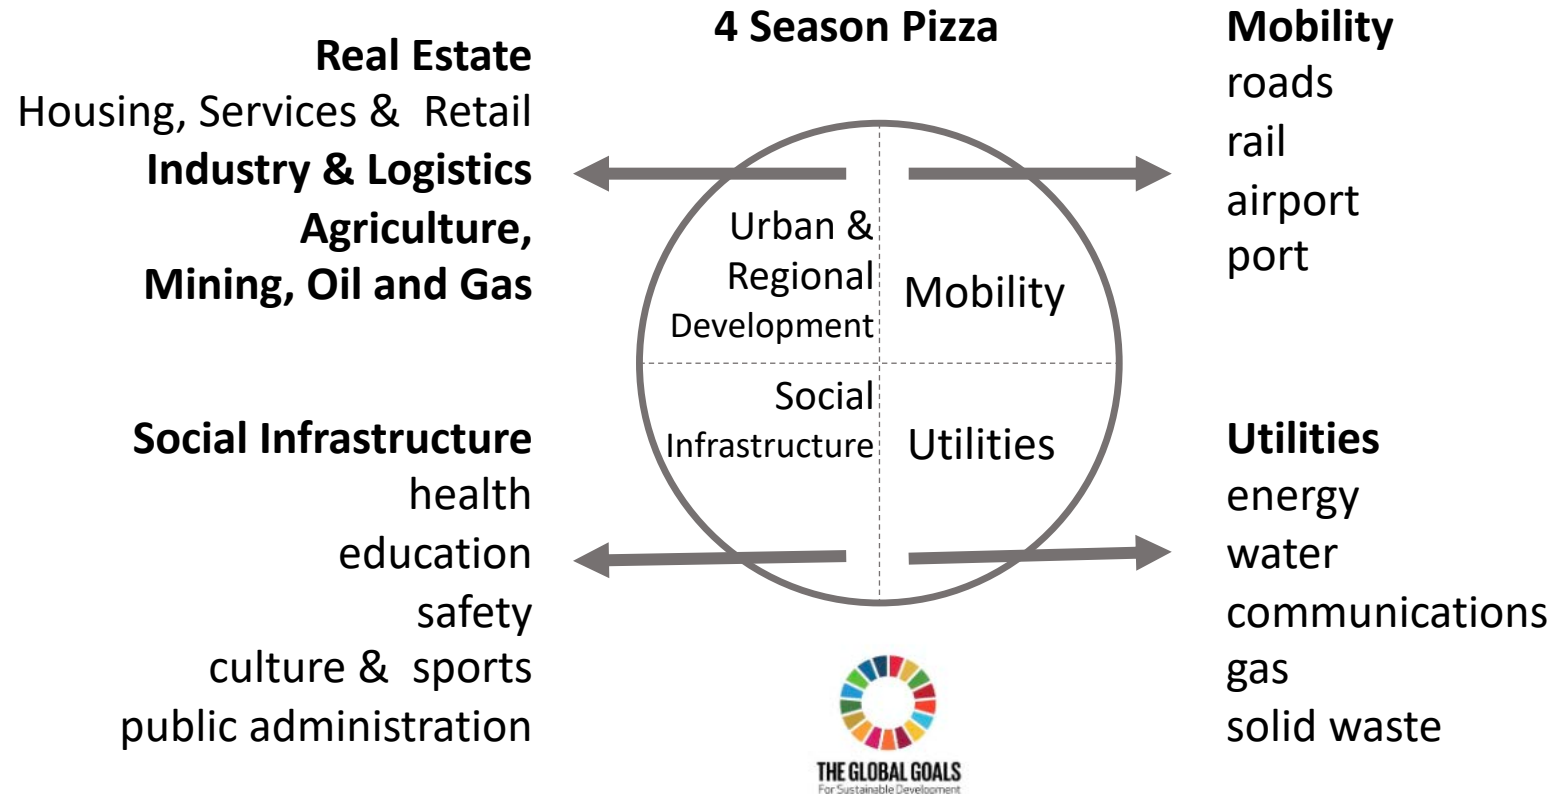 4 Season Pizza
Real Estate
Housing, Services & Retail
Industry & Logistics
Agriculture,
Mining, Oil and Gas
Mobility
roads
rail
airport
port
Urban &
Regional
Development
Mobility
Social
Infrastructure
Utilities
Social Infrastructure
health
education
safety
culture & sports
public administration
Utilities
energy
water
communications
gas
solid waste
THE GLOBAL GOALS
For Sustainable Development